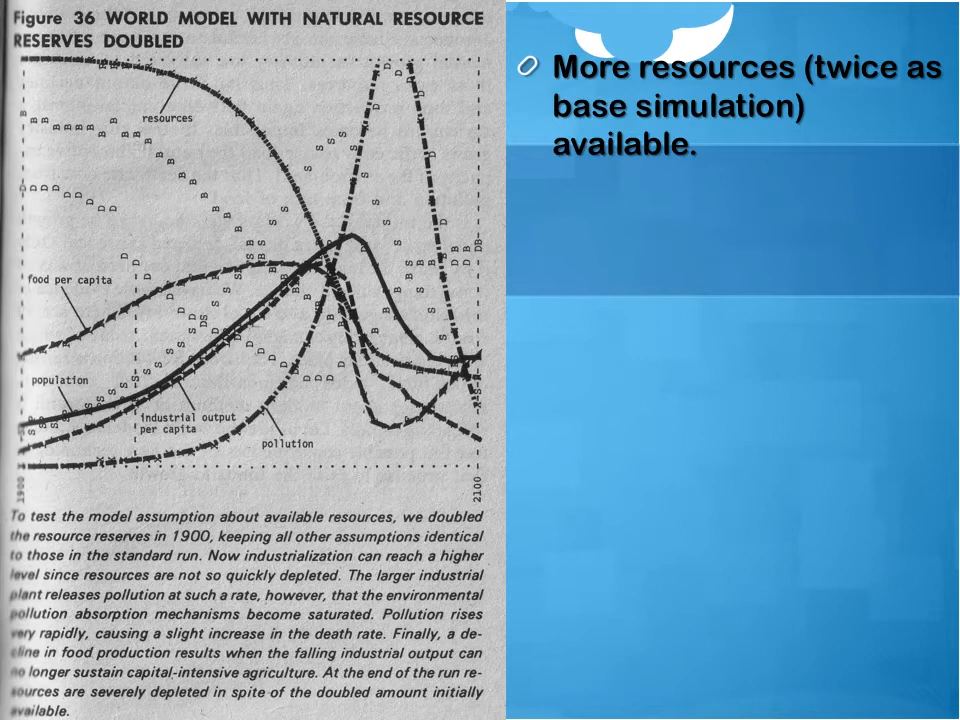 Figure 36 WORLD MODEL WITH NATURAL RESOURCE
RESERVES DOUBLED
resources
food per capita
population
industrial output
per capita
pollution
1900
2100
To test the model assumption about available resources, we doubled
the resource reserves in 1900, keeping all other assumptions identical
to those in the standard run. Now industrialization can reach a higher
level since resources are not so quickly depleted. The larger industrial
plant releases pollution at such a rate, however, that the environmental
pollution absorption mechanisms become saturated. Pollution rises
very rapidly, causing a slight increase in the death rate. Finally, a de-
cline in food production results when the falling industrial output can
no longer sustain capital-intensive agriculture. At the end of the run re-
sources are severely depleted in spite of the doubled amount initially
available.
More resources (twice as
base simulation)
available.